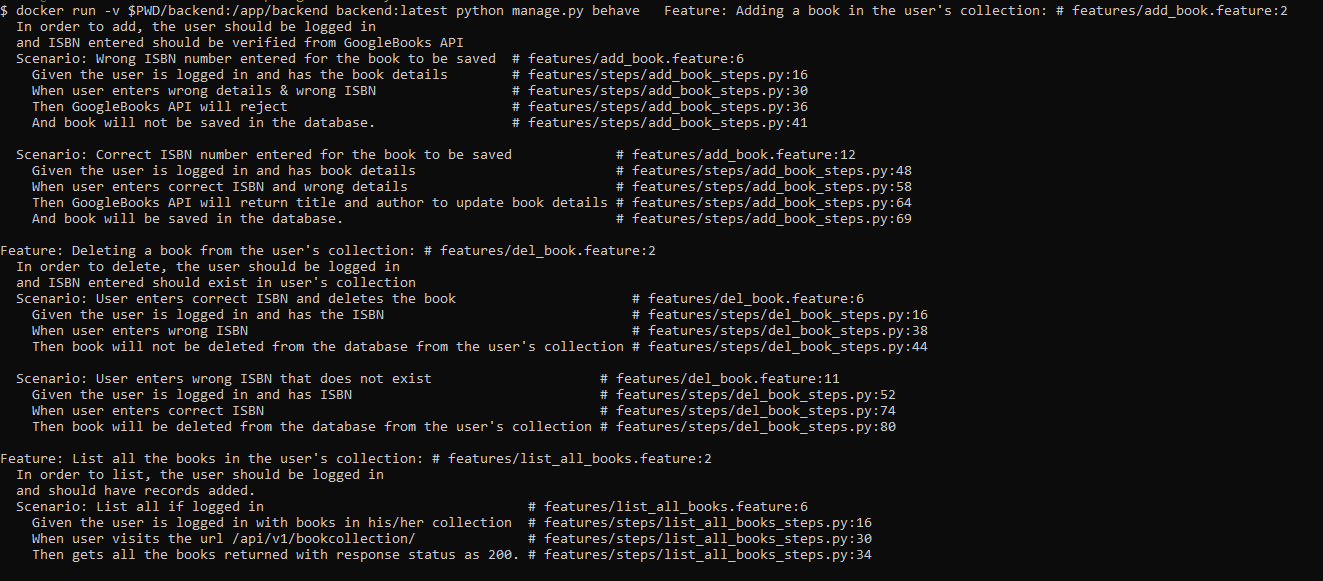 $ docker run -v $PWD/backend:/app/backend backend:latest python manage.py behave   Feature: Adding a book in the user's collection: # features/add_book.feature:2
  In order to add, the user should be logged in
  and ISBN entered should be verified from GoogleBooks API
  Scenario: Wrong ISBN number entered for the book to be saved  # features/add_book.feature:6
    Given the user is logged in and has the book details        # features/steps/add_book_steps.py:16
    When user enters wrong details & wrong ISBN                 # features/steps/add_book_steps.py:30
    Then GoogleBooks API will reject                            # features/steps/add_book_steps.py:36
    And book will not be saved in the database.                 # features/steps/add_book_steps.py:41

  Scenario: Correct ISBN number entered for the book to be saved             # features/add_book.feature:12
    Given the user is logged in and has book details                         # features/steps/add_book_steps.py:48
    When user enters correct ISBN and wrong details                          # features/steps/add_book_steps.py:58
    Then GoogleBooks API will return title and author to update book details # features/steps/add_book_steps.py:64
    And book will be saved in the database.                                  # features/steps/add_book_steps.py:69

Feature: Deleting a book from the user's collection: # features/del_book.feature:2
  In order to delete, the user should be logged in
  and ISBN entered should exist in user's collection
  Scenario: User enters correct ISBN and deletes the book                      # features/del_book.feature:6
    Given the user is logged in and has the ISBN                               # features/steps/del_book_steps.py:16
    When user enters wrong ISBN                                                # features/steps/del_book_steps.py:38
    Then book will not be deleted from the database from the user's collection # features/steps/del_book_steps.py:44

  Scenario: User enters wrong ISBN that does not exist                     # features/del_book.feature:11
    Given the user is logged in and has ISBN                               # features/steps/del_book_steps.py:52
    When user enters correct ISBN                                          # features/steps/del_book_steps.py:74
    Then book will be deleted from the database from the user's collection # features/steps/del_book_steps.py:80

Feature: List all the books in the user's collection: # features/list_all_books.feature:2
  In order to list, the user should be logged in
  and should have records added.
  Scenario: List all if logged in                                 # features/list_all_books.feature:6
    Given the user is logged in with books in his/her collection  # features/steps/list_all_books_steps.py:16
    When user visits the url /api/v1/bookcollection/              # features/steps/list_all_books_steps.py:30
    Then gets all the books returned with response status as 200. # features/steps/list_all_books_steps.py:34